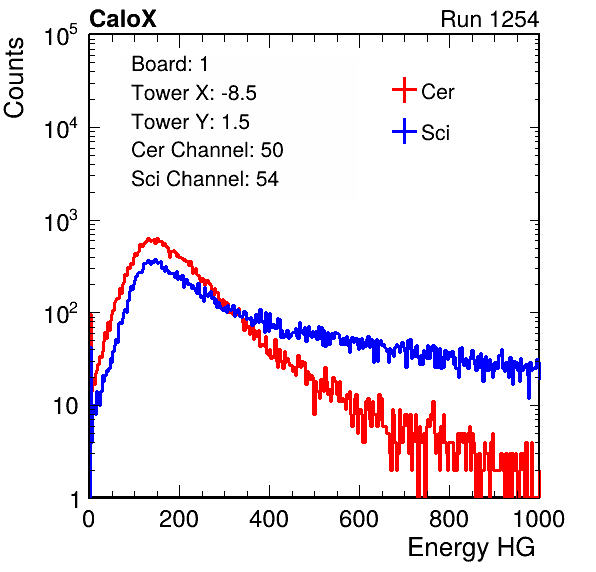 CaloX Run 1254
Counts
Board: 1
Tower X: -8.5
Tower Y: 1.5
Cer Channel: 50
Sci Channel: 54
Cer
Sci
10^5
10^4
10^3
10^2
10
1
0 200 400 600 800 1000
Energy HG